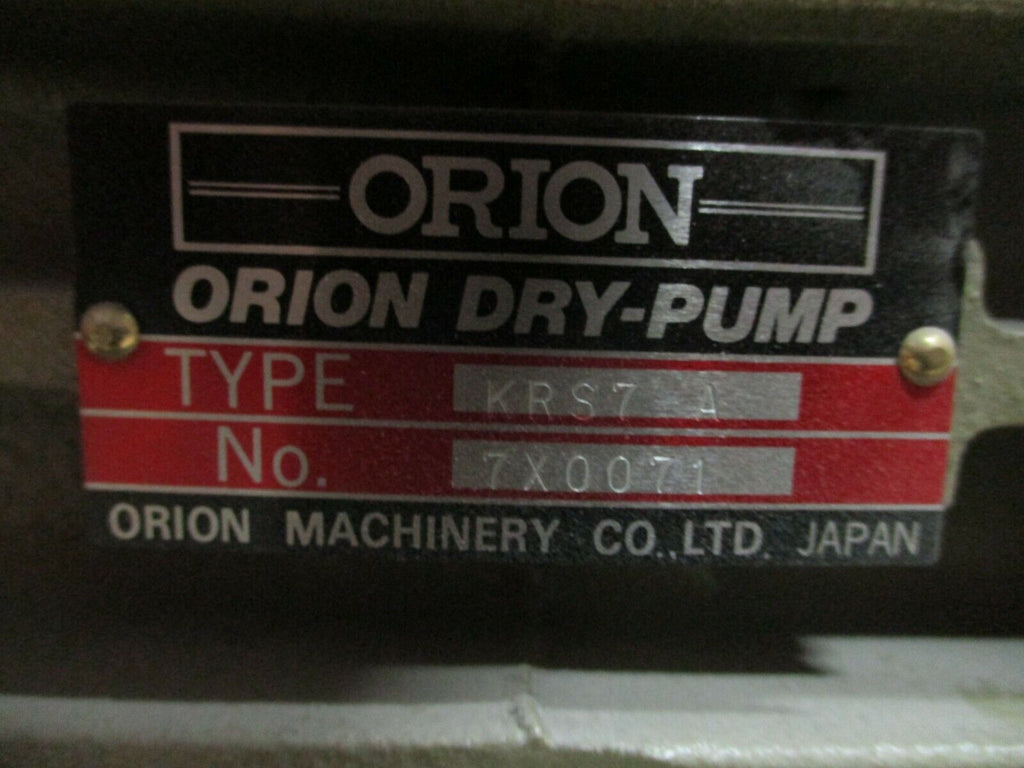 ORION
ORION DRY-PUMP
TYPE KRS7 A
No. 7X0071
ORION MACHINERY CO.,LTD. JAPAN